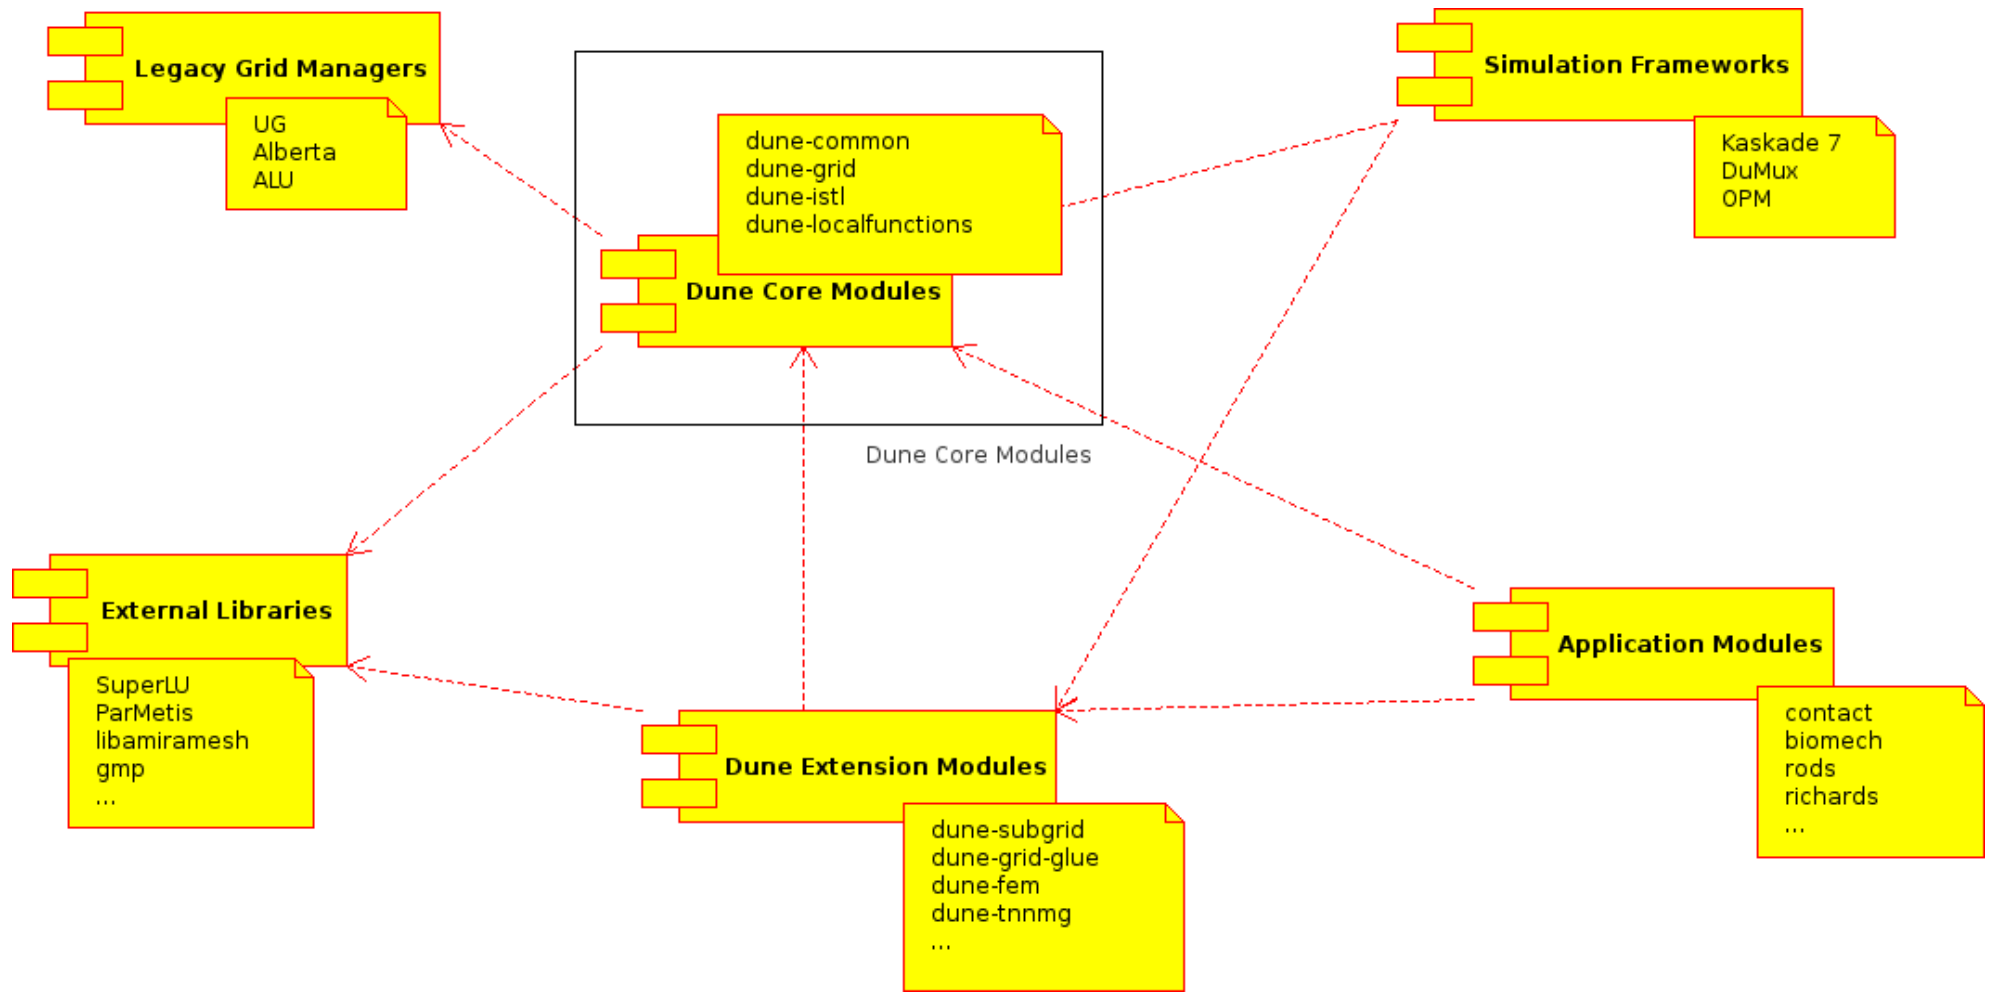 Legacy Grid Managers
UG
Alberta
ALU
Simulation Frameworks
Kaskade 7
DuMux
OPM
dune-common
dune-grid
dune-istl
dune-localfunctions
Dune Core Modules
Dune Core Modules
External Libraries
SuperLU
ParMetis
libamiramesh
gmp
...
Application Modules
contact
biomech
rods
richards
...
Dune Extension Modules
dune-subgrid
dune-grid-glue
dune-fem
dune-tnnmg
...